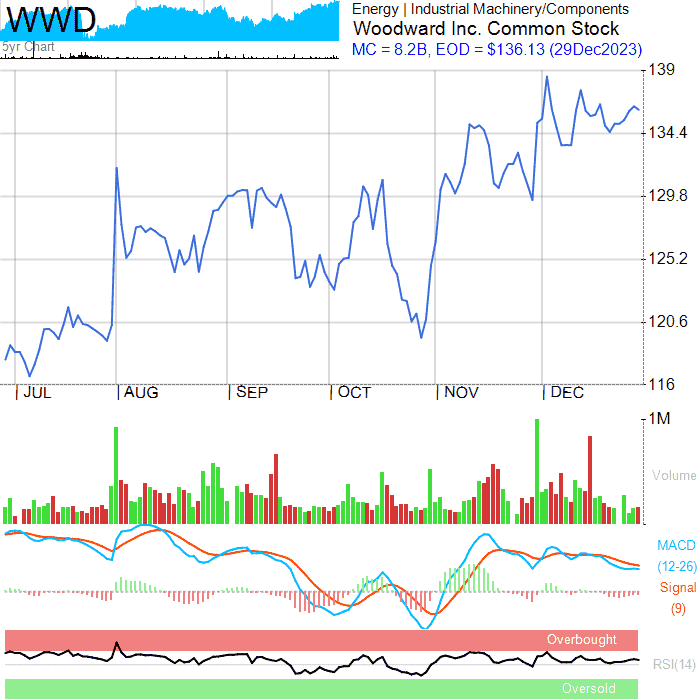 WWD
5yr Chart
Energy | Industrial Machinery/Components
Woodward Inc. Common Stock
MC = 8.2B, EOD = $136.13 (29Dec2023)
139
134.4
129.8
125.2
120.6
116
JUL AUG SEP OCT NOV DEC
1M
Volume
MACD
(12-26)
Signal
(9)
Overbought
RSI(14)
Oversold